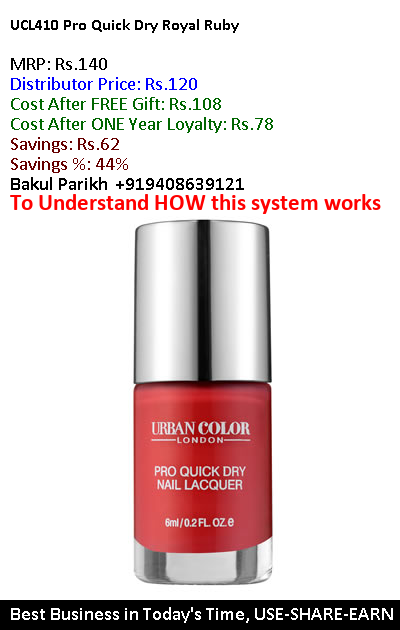 UCL410 Pro Quick Dry Royal Ruby
MRP: Rs.140
Distributor Price: Rs.120
Cost After FREE Gift: Rs.108
Cost After ONE Year Loyalty: Rs.78
Savings: Rs.62
Savings %: 44%
Bakul Parikh +919408639121
To Understand HOW this system works
URBAN COLOR
LONDON
PRO QUICK DRY
NAIL LACQUER
6ml/0.2 FL. OZ.e
Best Business in Today's Time, USE-SHARE-EARN